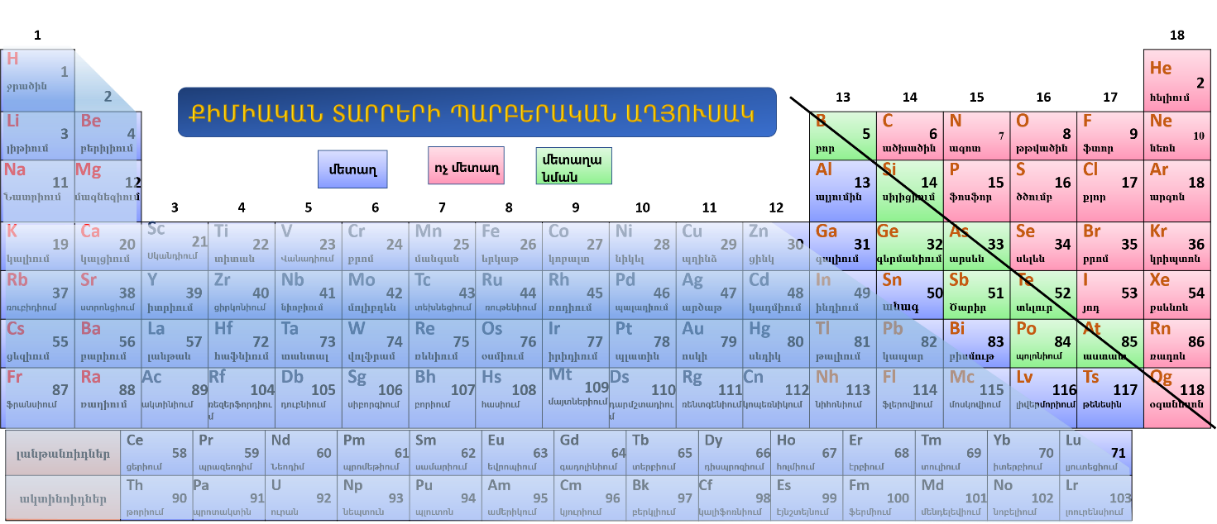 1 18
H 1 He 2
ջրածին 2 հելիում
13 14 15 16 17
ՔԻՄԻԱԿԱՆ ՏԱՐՐԵՐԻ ՊԱՐԲԵՐԱԿԱՆ ԱՂՅՈՒՍԱԿ
Li 3 Be 4 B 5 C 6 N 7 O 8 F 9 Ne 10
լիթիում բերիլիում բոր ածխածին ազոտ թթվածին ֆտոր նեոն
մետաղ ոչ մետաղ մետաղա
նման
Na 11 Mg 12 Al 13 Si 14 P 15 S 16 Cl 17 Ar 18
Նատրիում մագնեզիում ալյումին սիլիցիում ֆոսֆոր ծծումբ քլոր արգոն
3 4 5 6 7 8 9 10 11 12
K 19 Ca 20 Sc 21 Ti 22 V 23 Cr 24 Mn 25 Fe 26 Co 27 Ni 28 Cu 29 Zn 30 Ga 31 Ge 32 As 33 Se 34 Br 35 Kr 36
կալիում կալցիում Սկանդիում տիտան Վանադիում քրոմ մանգան երկաթ կոբալտ նիկել պղինձ ցինկ գալիում գերմանիում արսեն սելեն բրոմ կրիպտոն
Rb 37 Sr 38 Y 39 Zr 40 Nb 41 Mo 42 Tc 43 Ru 44 Rh 45 Pd 46 Ag 47 Cd 48 In 49 Sn 50 Sb 51 Te 52 I 53 Xe 54
ռուբիդիում ստրոնցիում իտրիում ցիրկոնիում նիոբիում մոլիբդեն տեխնեցիում ռութենիում ռոդիում պալադիում արծաթ կադմիում ինդիում անագ Ծարիր տելուր յոդ քսենոն
Cs 55 Ba 56 La 57 Hf 72 Ta 73 W 74 Re 75 Os 76 Ir 77 Pt 78 Au 79 Hg 80 Tl 81 Pb 82 Bi 83 Po 84 At 85 Rn 86
ցեզիում բարիում լանթան հաֆնիում տանտալ վոլֆրամ ռենիում օսմիում իրիդիում պլատին ոսկի սնդիկ թալիում կապար բիսմութ պոլոնիում աստատ ռադոն
Fr 87 Ra 88 Ac 89 Rf 104 Db 105 Sg 106 Bh 107 Hs 108 Mt 109 Ds 110 Rg 111 Cn 112 Nh 113 Fl 114 Mc 115 Lv 116 Ts 117 Og 118
ֆրանսիում ռադիում ակտինիում ռեզերֆորդիու դուբնիում սիբորգիում բորիում հասիում մայտներիում դարմշտադիու ռենտգենիում կոպեռնիկում նիհոնիում ֆլերովիում մոսկովիում լիվերմորիում թենեսին օգանեսոն
մ մ
լանթանոիդներ Ce 58 Pr 59 Nd 60 Pm 61 Sm 62 Eu 63 Gd 64 Tb 65 Dy 66 Ho 67 Er 68 Tm 69 Yb 70 Lu 71
ցերիում պրազեոդիմ Նեոդիմ պրոմեթիում սամարիում Եվրոպիում գադոլինիում տերբիում դիսպրոզիում հոլմիում էրբիում տուլիում իտերբիում լյուտեցիում
ակտինոիդներ Th 90 Pa 91 U 92 Np 93 Pu 94 Am 95 Cm 96 Bk 97 Cf 98 Es 99 Fm 100 Md 101 No 102 Lr 103
թորիում պրոտակտին ուրան նեպտուն պլուտոն ամերիկում կյուրիում բերկլիում կալիֆոռնիում էյնշտեյնում ֆերմիում մենդելեվիում նոբելիում լոուրենսիում